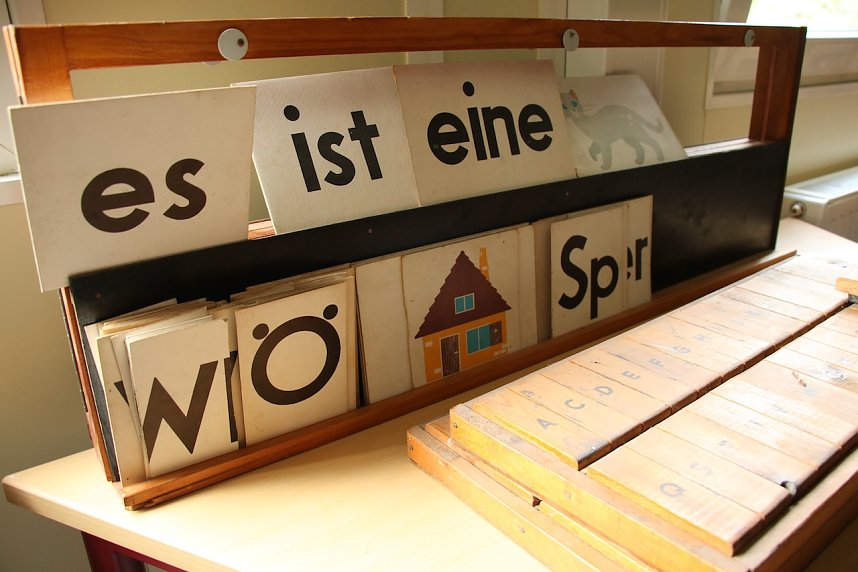 es ist eine
W Ö Sp er
A C D E F G H
Q